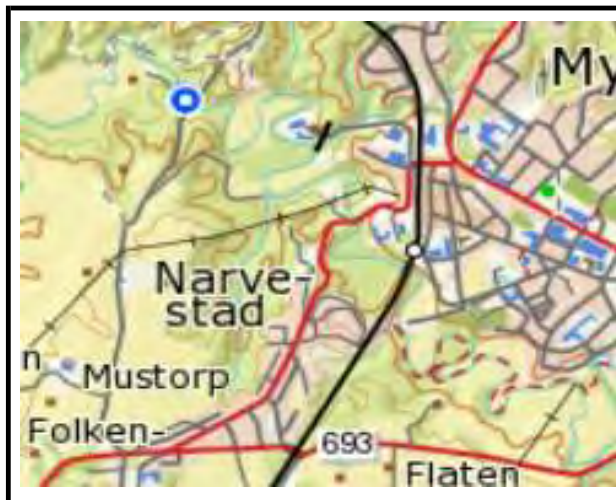 My
Narve-
stad
n
Mustorp
Folken-
693
Flaten